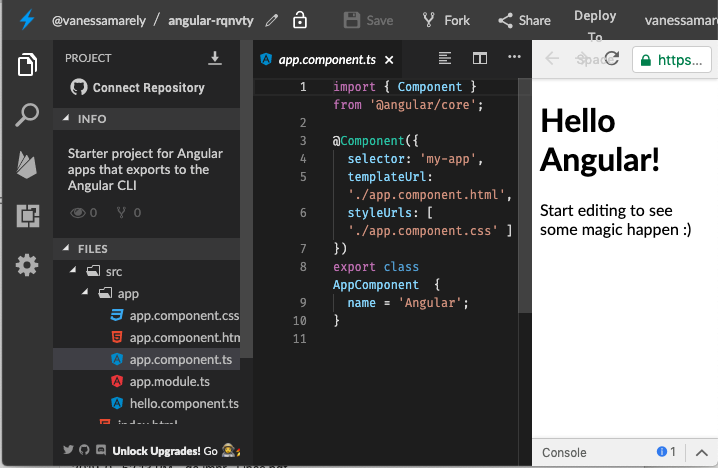 @vanessamarely / angular-rqnvty
Save
Fork
Share
Deploy To Space
vanessamarely
PROJECT
Connect Repository
INFO
Starter project for Angular
apps that exports to the
Angular CLI
0
0
FILES
src
app
app.component.css
app.component.htm
app.component.ts
app.module.ts
hello.component.ts
index.html
Unlock Upgrades! Go
app.component.ts
1 import { Component }
from '@angular/core';
2
3 @Component({
4 selector: 'my-app',
5 templateUrl:
'./app.component.html',
6 styleUrls: [
'./app.component.css' ]
7 })
8 export class
AppComponent {
9 name = 'Angular';
10 }
11
https...
Hello
Angular!
Start editing to see
some magic happen :)
Console
1